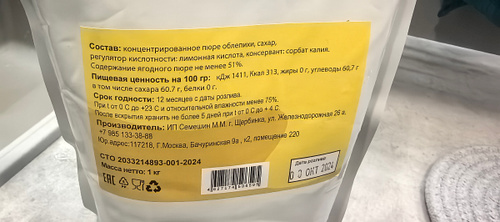 Состав: концентрированное пюре облепихи, сахар,
регулятор кислотности: лимонная кислота, консервант: сорбат калия.
Содержание ягодного пюре не менее 51%.
Пищевая ценность на 100 гр: кДж 1411, Ккал 313, жиры 0 г, углеводы 60,7 г
в том числе сахара 60,7 г, белки 0 г.
Срок годности: 12 месяцев с даты розлива.
При t от 0 С до +23 С и относительной влажности менее 75%.
После вскрытия хранить не более 5 дней при t от 0 С до + 4 С
Производитель: ИП Семешин М.М. г. Щербинка, ул. Железнодорожная 26 а.
+7 985 133-38-88
Юр.адрес:117218, Г.Москва, Бачуринская 9а , к2, помещение 220
СТО 2033214893-001-2024
Масса нетто: 1 кг
Дата розлива:
ОКТ 2024
EAC